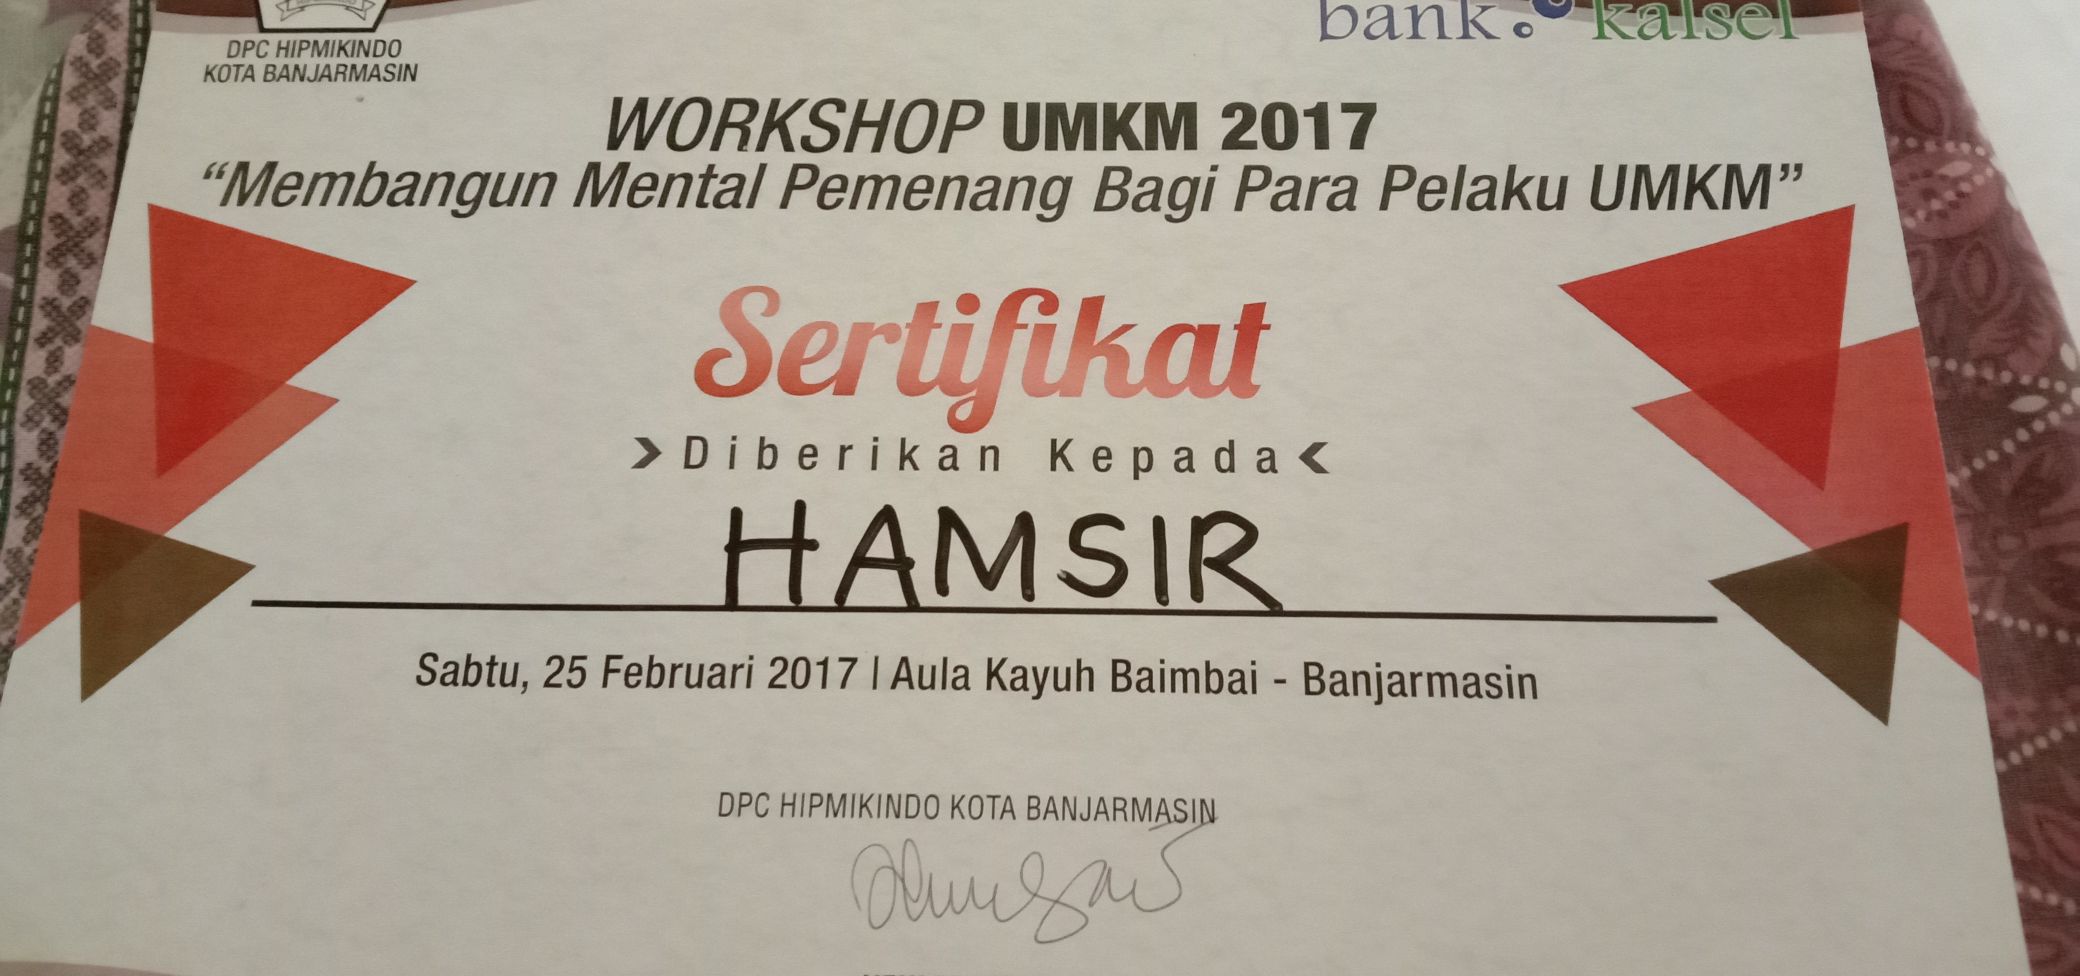 DPC HIPMIKINDO
KOTA BANJARMASIN
bank kalsel
WORKSHOP UMKM 2017
“Membangun Mental Pemenang Bagi Para Pelaku UMKM”
Sertifikat
Diberikan Kepada
HAMSIR
Sabtu, 25 Februari 2017 | Aula Kayuh Baimbai - Banjarmasin
DPC HIPMIKINDO KOTA BANJARMASIN